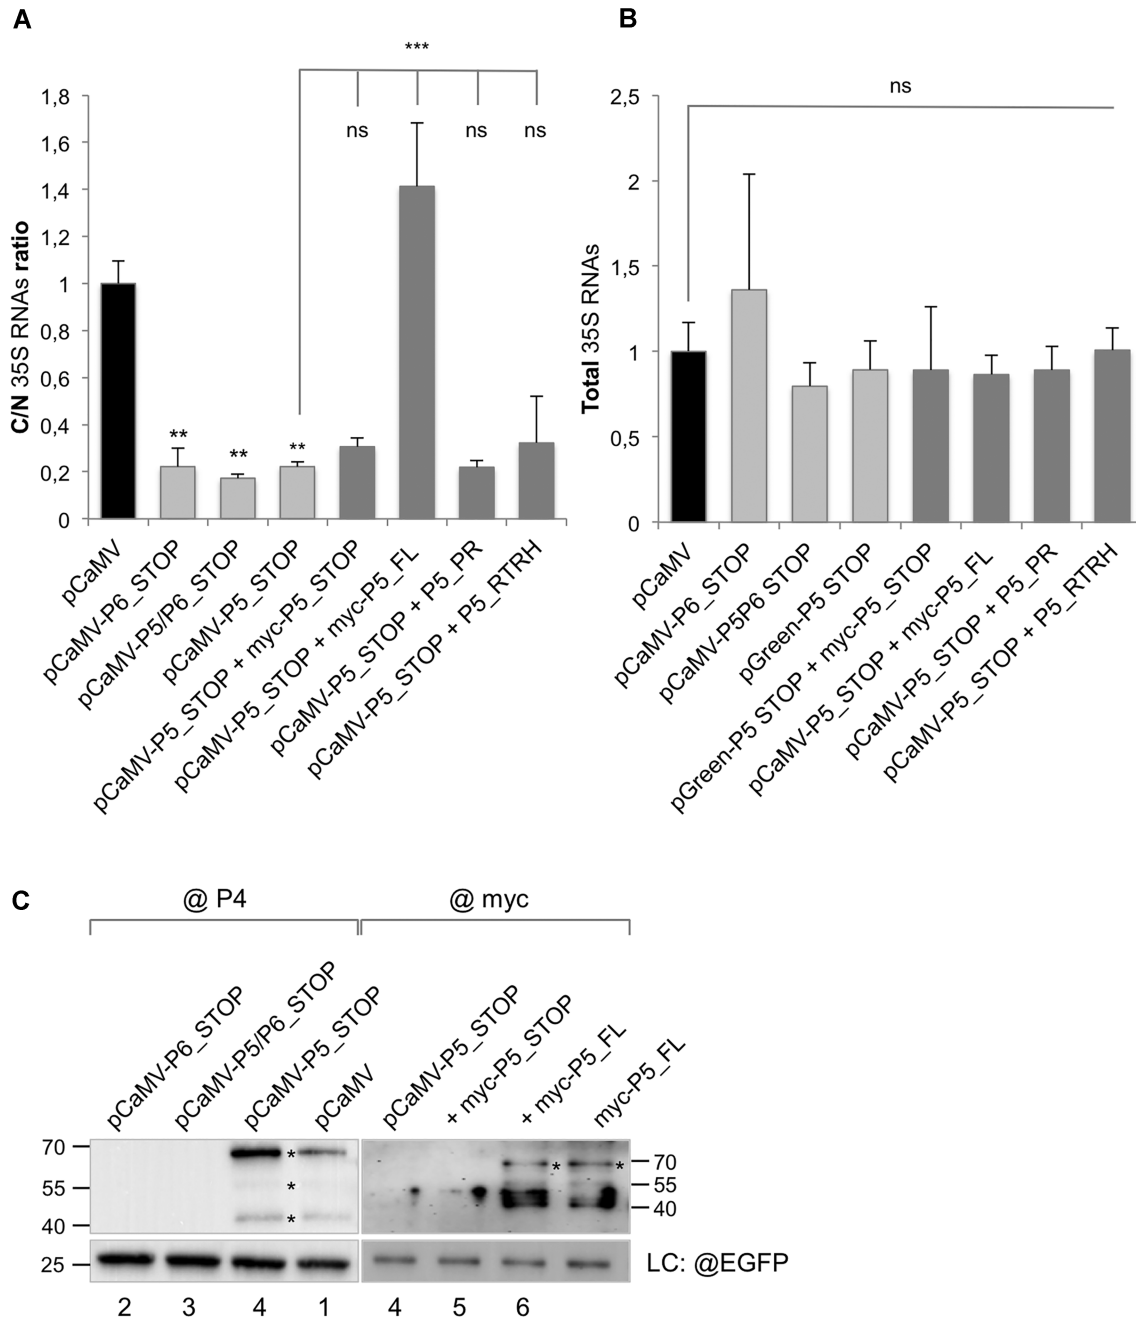 A
***
C/N 35S RNAs ratio
1,8
1,6
1,4
1,2
1
0,8
0,6
0,4
0,2
0
ns
ns
ns
**
**
**
pCaMV
pCaMV-P6_STOP
pCaMV-P5/P6_STOP
pCaMV-P5_STOP
pCaMV-P5_STOP + myc-P5_STOP
pCaMV-P5_STOP + myc-P5_FL
pCaMV-P5_STOP + P5_PR
pCaMV-P5_STOP + P5_RTRH
B
ns
Total 35S RNAs
2,5
2
1,5
1
0,5
0
pCaMV
pCaMV-P6_STOP
pCaMV-P5P6 STOP
pGreen-P5 STOP
pGreen-P5 STOP + myc-P5_STOP
pCaMV-P5_STOP + myc-P5_FL
pCaMV-P5_STOP + P5_PR
pCaMV-P5_STOP + P5_RTRH
C
@ P4
@ myc
pCaMV-P6_STOP
pCaMV-P5/P6_STOP
pCaMV-P5_STOP
pCaMV
pCaMV-P5_STOP
+ myc-P5_STOP
+ myc-P5_FL
myc-P5_FL
70
55
40
25
*
*
*
*
*
70
55
40
LC: @EGFP
2 3 4 1 4 5 6